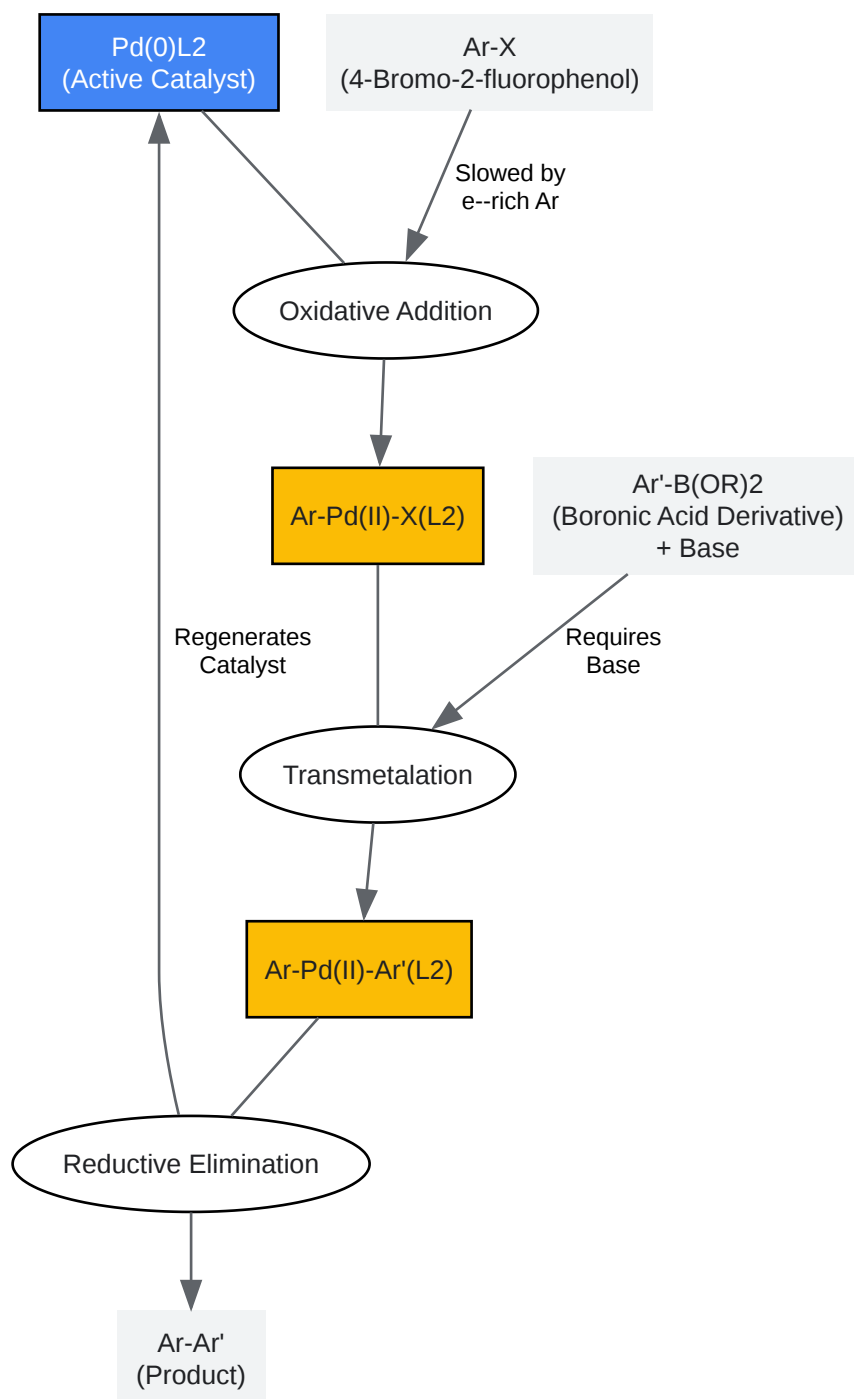 Pd(0)L2
(Active Catalyst)
Ar-X
(4-Bromo-2-fluorophenol)
Slowed by
e--rich Ar
Oxidative Addition
Ar-Pd(II)-X(L2)
Ar'-B(OR)2
(Boronic Acid Derivative)
+ Base
Regenerates
Catalyst
Requires
Base
Transmetalation
Ar-Pd(II)-Ar'(L2)
Reductive Elimination
Ar-Ar'
(Product)